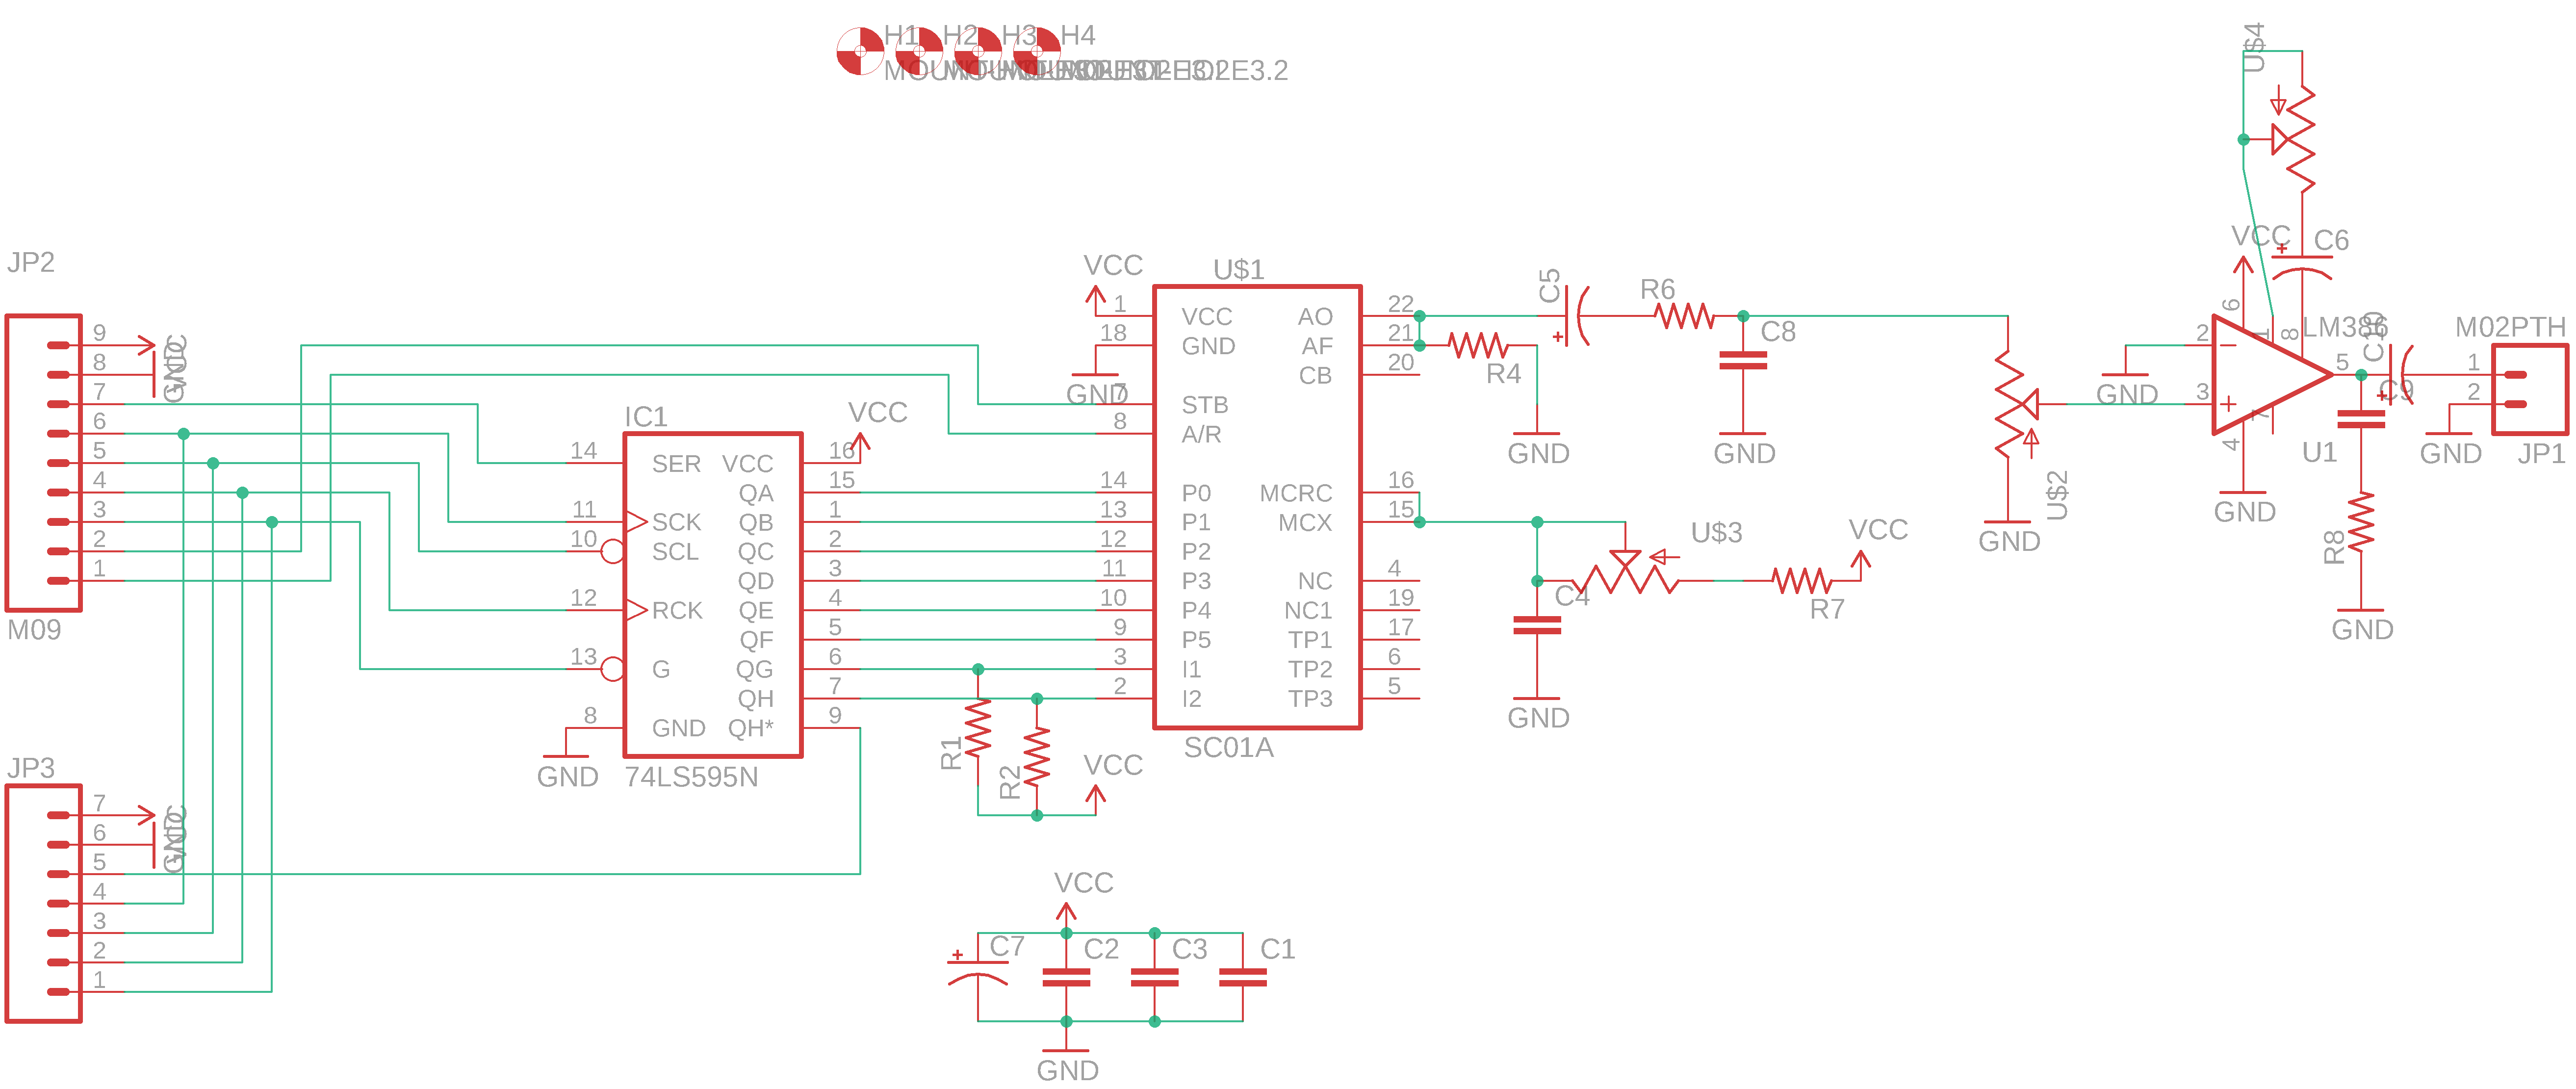 H1 H2 H3 H4
MOUNT-HOLE3.2
U$4
JP2
9
8
7
6
5
4
3
2
1
VCC
GND
M09
JP3
7
6
5
4
3
2
1
VCC
GND
IC1
14 SER VCC 16
VCC
QA 15
11 SCK QB 1
10 SCL QC 2
QD 3
12 RCK QE 4
QF 5
13 G QG 6
QH 7
8 GND QH* 9
GND
74LS595N
R1
R2
VCC
U$1
VCC
1 VCC AO 22
18 GND AF 21
CB 20
GND
7 STB
8 A/R
14 P0 MCRC 16
13 P1 MCX 15
12 P2
11 P3 NC 4
10 P4 NC1 19
9 P5 TP1 17
3 I1 TP2 6
2 I2 TP3 5
SC01A
VCC
C7 C2 C3 C1
GND
C5
R6
C8
R4
GND
GND
U$3
VCC
C4
R7
GND
U$2
GND
VCC
C6
6
1
8
LM386
2
3
GND
4
7
5
U1
GND
C10
C9
R8
GND
M02PTH
1
2
GND
JP1